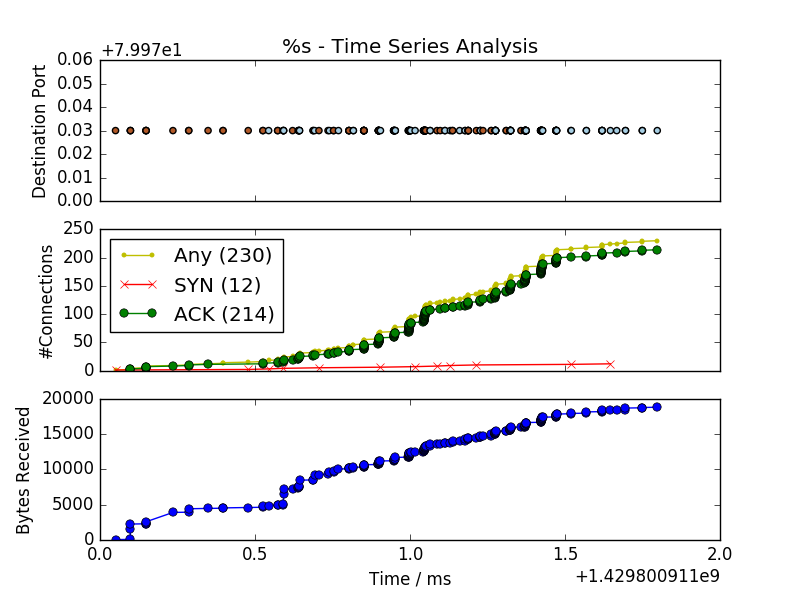 %s - Time Series Analysis
+7.997e1
0.06
0.05
0.04
0.03
0.02
0.01
0.00
Destination Port
250
200
150
100
50
0
#Connections
Any (230)
SYN (12)
ACK (214)
20000
15000
10000
5000
0
Bytes Received
0.0 0.5 1.0 1.5 2.0
Time / ms
+1.429800911e9